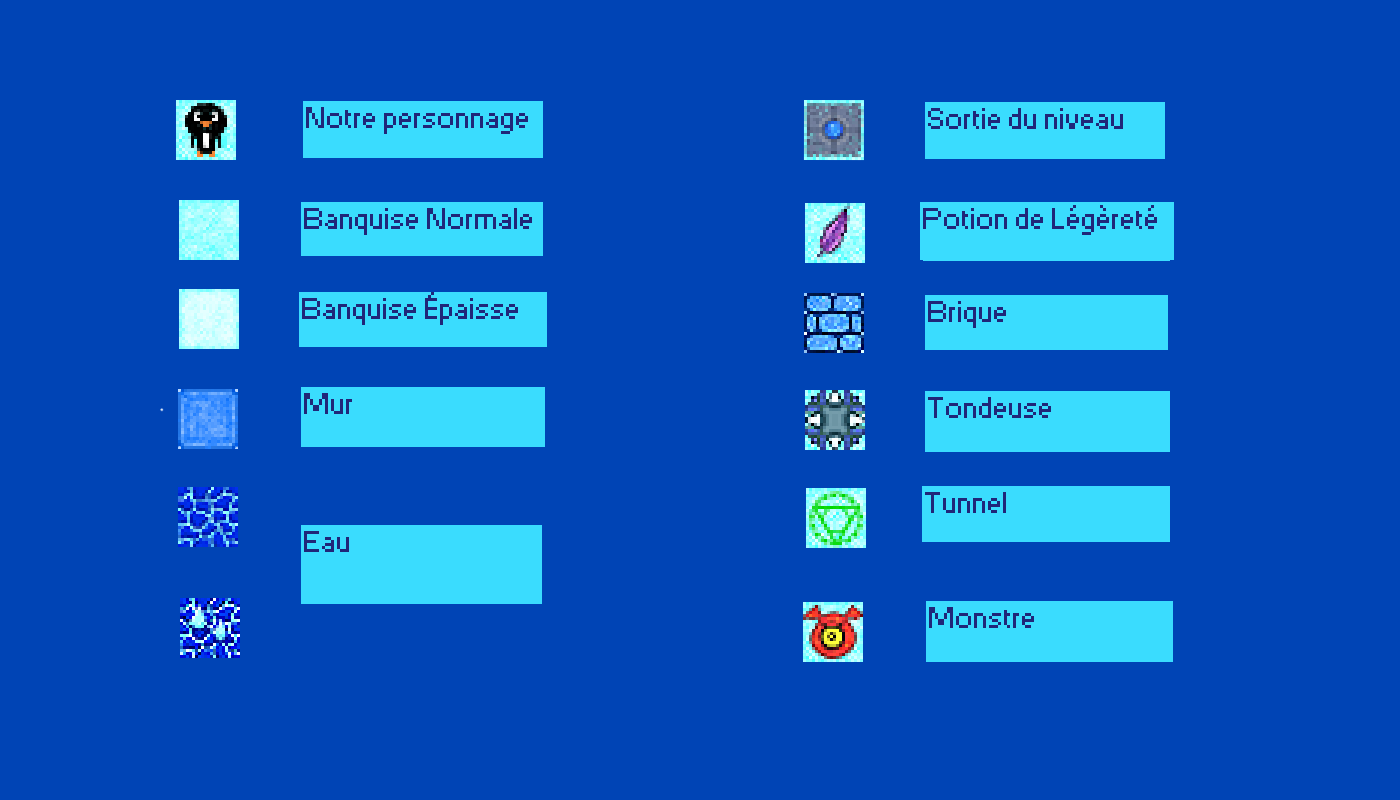 Notre personnage
Banquise Normale
Banquise Épaisse
Mur
Eau
Sortie du niveau
Potion de Légèreté
Brique
Tondeuse
Tunnel
Monstre